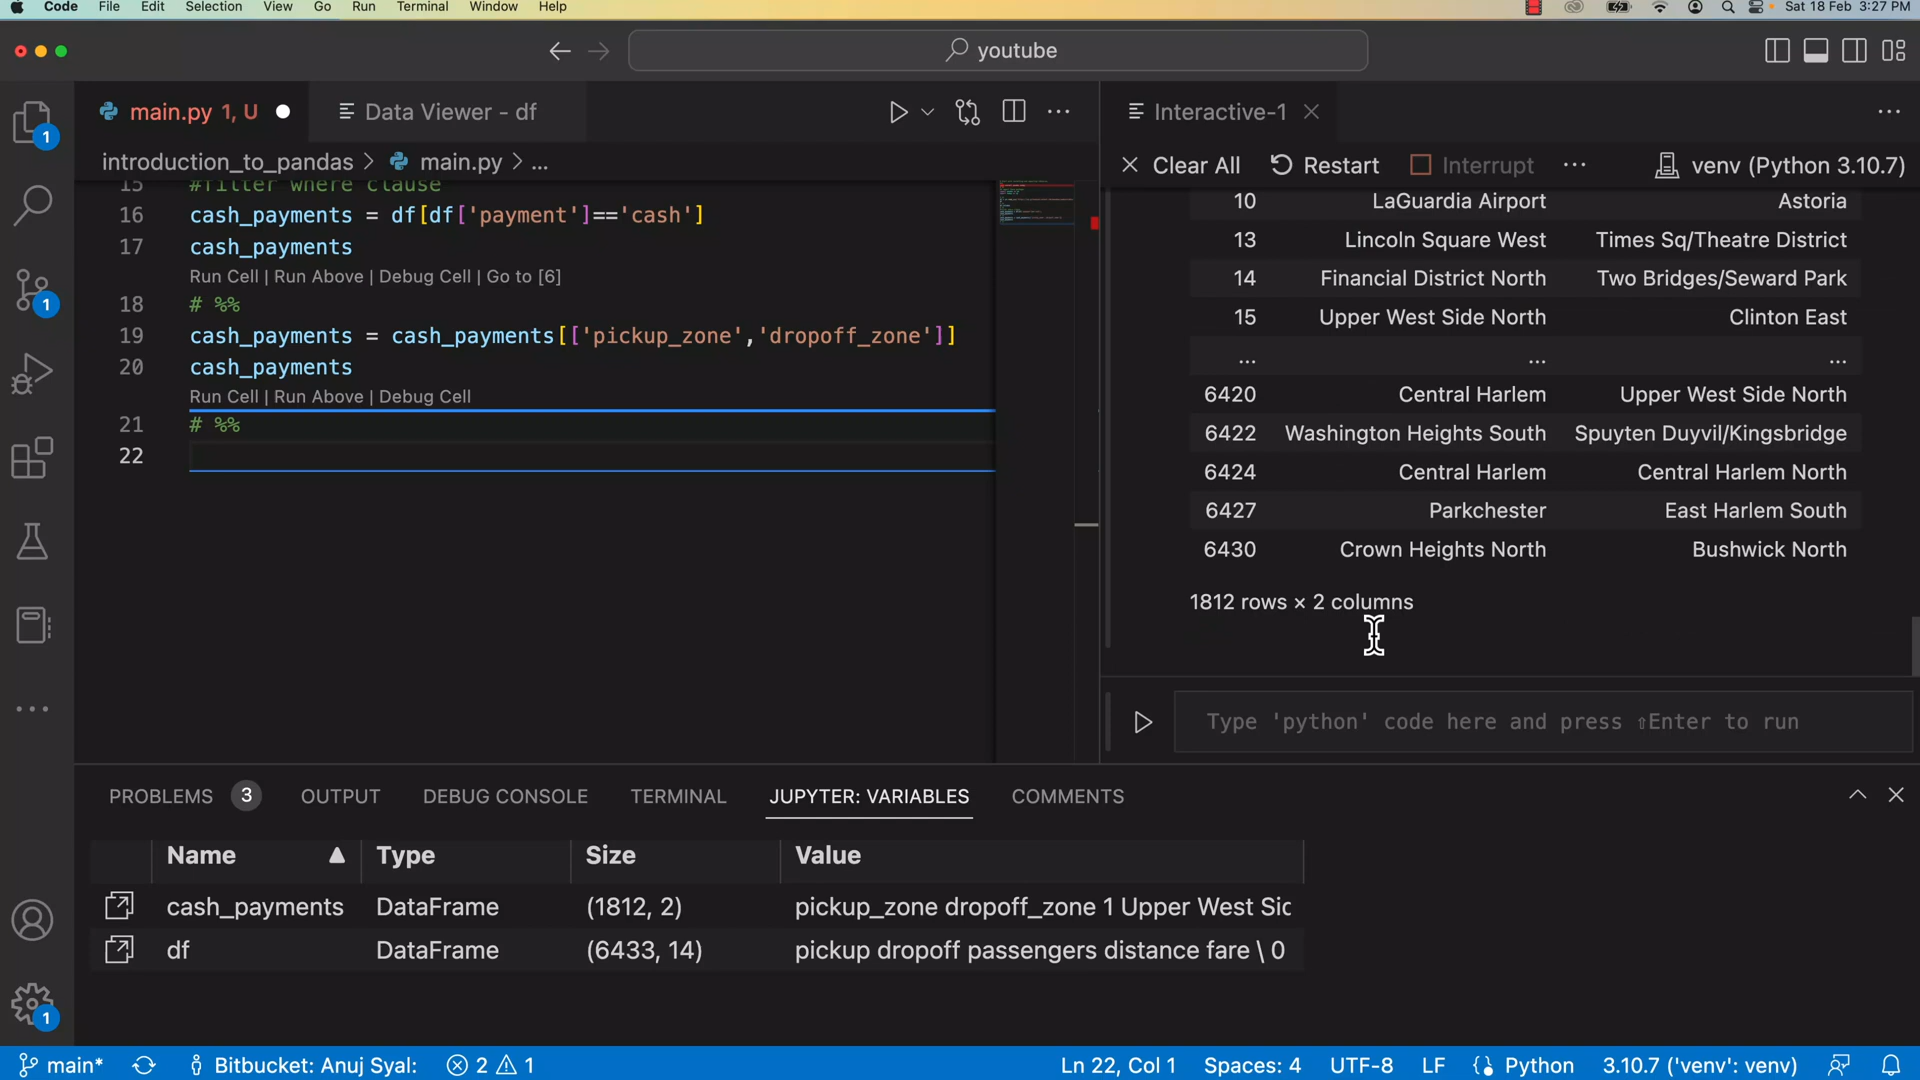 Code File Edit Selection View Go Run Terminal Window Help Sat 18 Feb 3:27 PM
youtube
main.py 1, U Data Viewer - df
introduction_to_pandas > main.py > ...
15 #filter where clause
16 cash_payments = df[df['payment']=='cash']
17 cash_payments
Run Cell | Run Above | Debug Cell | Go to [6]
18 # %%
19 cash_payments = cash_payments[['pickup_zone','dropoff_zone']]
20 cash_payments
Run Cell | Run Above | Debug Cell
21 # %%
22
Interactive-1
Clear All Restart Interrupt ... venv (Python 3.10.7)
10 LaGuardia Airport Astoria
13 Lincoln Square West Times Sq/Theatre District
14 Financial District North Two Bridges/Seward Park
15 Upper West Side North Clinton East
... ... ...
6420 Central Harlem Upper West Side North
6422 Washington Heights South Spuyten Duyvil/Kingsbridge
6424 Central Harlem Central Harlem North
6427 Parkchester East Harlem South
6430 Crown Heights North Bushwick North
1812 rows × 2 columns
Type 'python' code here and press ⇧Enter to run
PROBLEMS 3 OUTPUT DEBUG CONSOLE TERMINAL JUPYTER: VARIABLES COMMENTS
Name Type Size Value
cash_payments DataFrame (1812, 2) pickup_zone dropoff_zone 1 Upper West Sic
df DataFrame (6433, 14) pickup dropoff passengers distance fare \ 0
1
1
1
main* Bitbucket: Anuj Syal: 2 1 Ln 22, Col 1 Spaces: 4 UTF-8 LF Python 3.10.7 ('venv': venv)